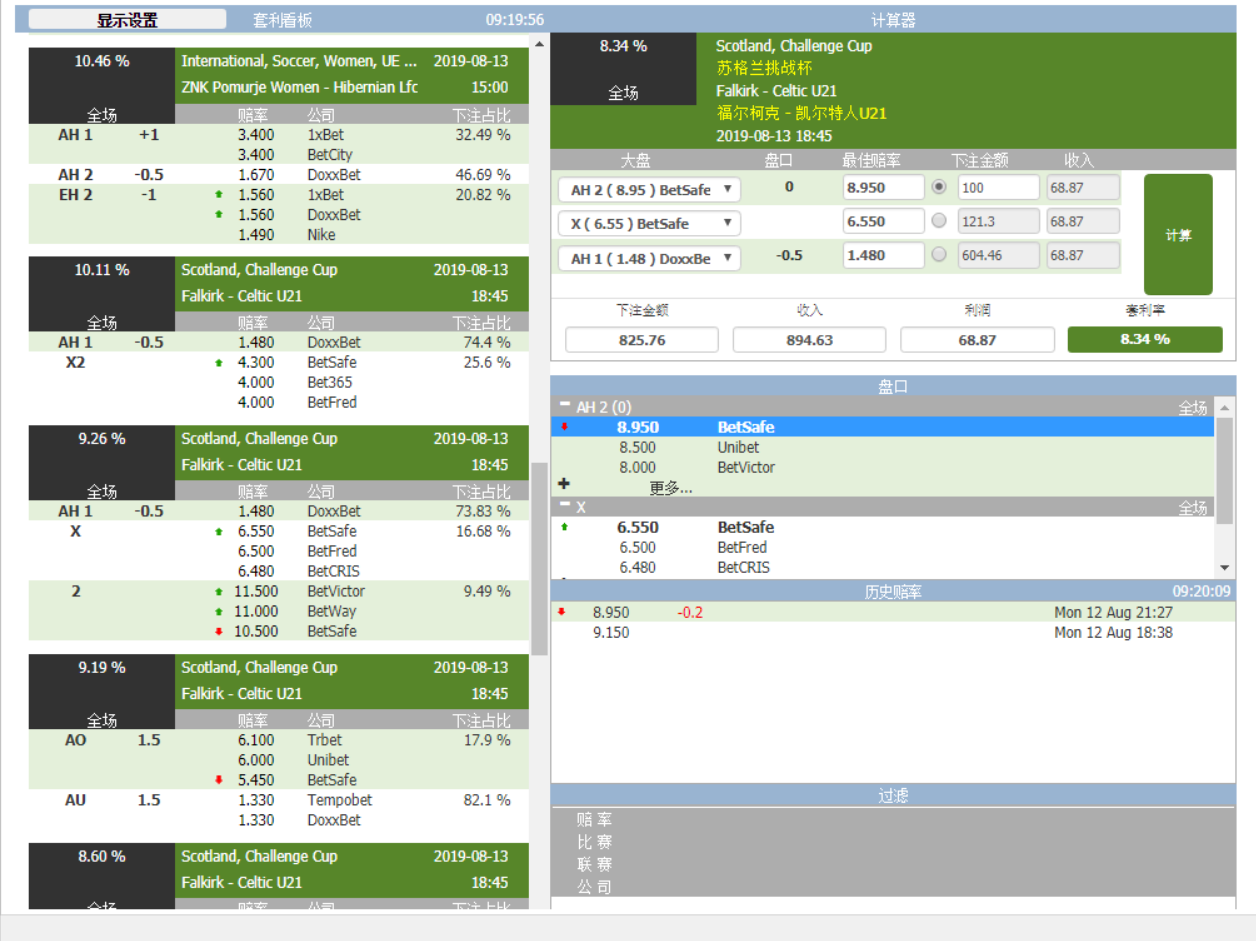 显示设置 套利看板 09:19:56
10.46 % International, Soccer, Women, UE ... 2019-08-13
ZNK Pomurje Women - Hibernian Lfc 15:00
全场 赔率 公司 下注占比
AH 1 +1 3.400 1xBet 32.49 %
3.400 BetCity
AH 2 -0.5 1.670 DoxxBet 46.69 %
EH 2 -1 1.560 1xBet 20.82 %
1.560 DoxxBet
1.490 Nike
10.11 % Scotland, Challenge Cup 2019-08-13
Falkirk - Celtic U21 18:45
全场 赔率 公司 下注占比
AH 1 -0.5 1.480 DoxxBet 74.4 %
X2 4.300 BetSafe 25.6 %
4.000 Bet365
4.000 BetFred
9.26 % Scotland, Challenge Cup 2019-08-13
Falkirk - Celtic U21 18:45
全场 赔率 公司 下注占比
AH 1 -0.5 1.480 DoxxBet 73.83 %
X 6.550 BetSafe 16.68 %
6.500 BetFred
6.480 BetCRIS
2 11.500 BetVictor 9.49 %
11.000 BetWay
10.500 BetSafe
9.19 % Scotland, Challenge Cup 2019-08-13
Falkirk - Celtic U21 18:45
全场 赔率 公司 下注占比
AO 1.5 6.100 Trbet 17.9 %
6.000 Unibet
5.450 BetSafe
AU 1.5 1.330 Tempobet 82.1 %
1.330 DoxxBet
8.60 % Scotland, Challenge Cup 2019-08-13
Falkirk - Celtic U21 18:45
全场 赔率 公司 下注占比
计算器
8.34 % Scotland, Challenge Cup
苏格兰挑战杯
全场 Falkirk - Celtic U21
福尔柯克 - 凯尔特人U21
2019-08-13 18:45
大盘 盘口 最佳赔率 下注金额 收入
AH 2 ( 8.95 ) BetSafe 0 8.950 100 68.87
X ( 6.55 ) BetSafe 6.550 121.3 68.87
计算
AH 1 ( 1.48 ) DoxxBe -0.5 1.480 604.46 68.87
下注金额 收入 利润 套利率
825.76 894.63 68.87 8.34 %
盘口
AH 2 (0) 全场
8.950 BetSafe
8.500 Unibet
8.000 BetVictor
更多...
X 全场
6.550 BetSafe
6.500 BetFred
6.480 BetCRIS
历史赔率 09:20:09
8.950 -0.2 Mon 12 Aug 21:27
9.150 Mon 12 Aug 18:38
过滤
赔 率
比 赛
联 赛
公 司